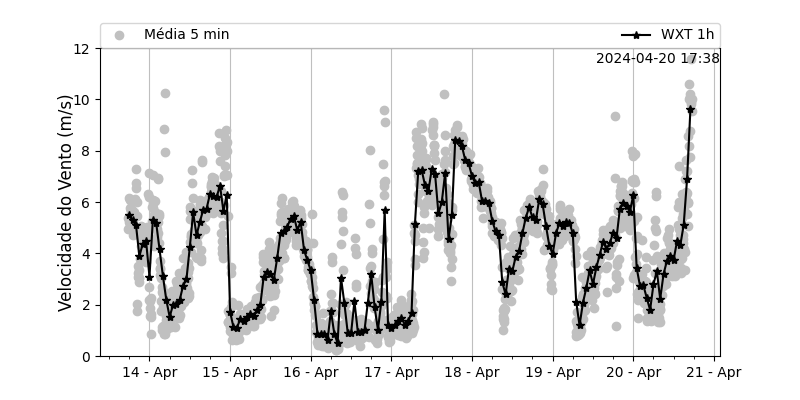 Média 5 min
WXT 1h
2024-04-20 17:38
Velocidade do Vento (m/s)
12
10
8
6
4
2
0
14 - Apr
15 - Apr
16 - Apr
17 - Apr
18 - Apr
19 - Apr
20 - Apr
21 - Apr